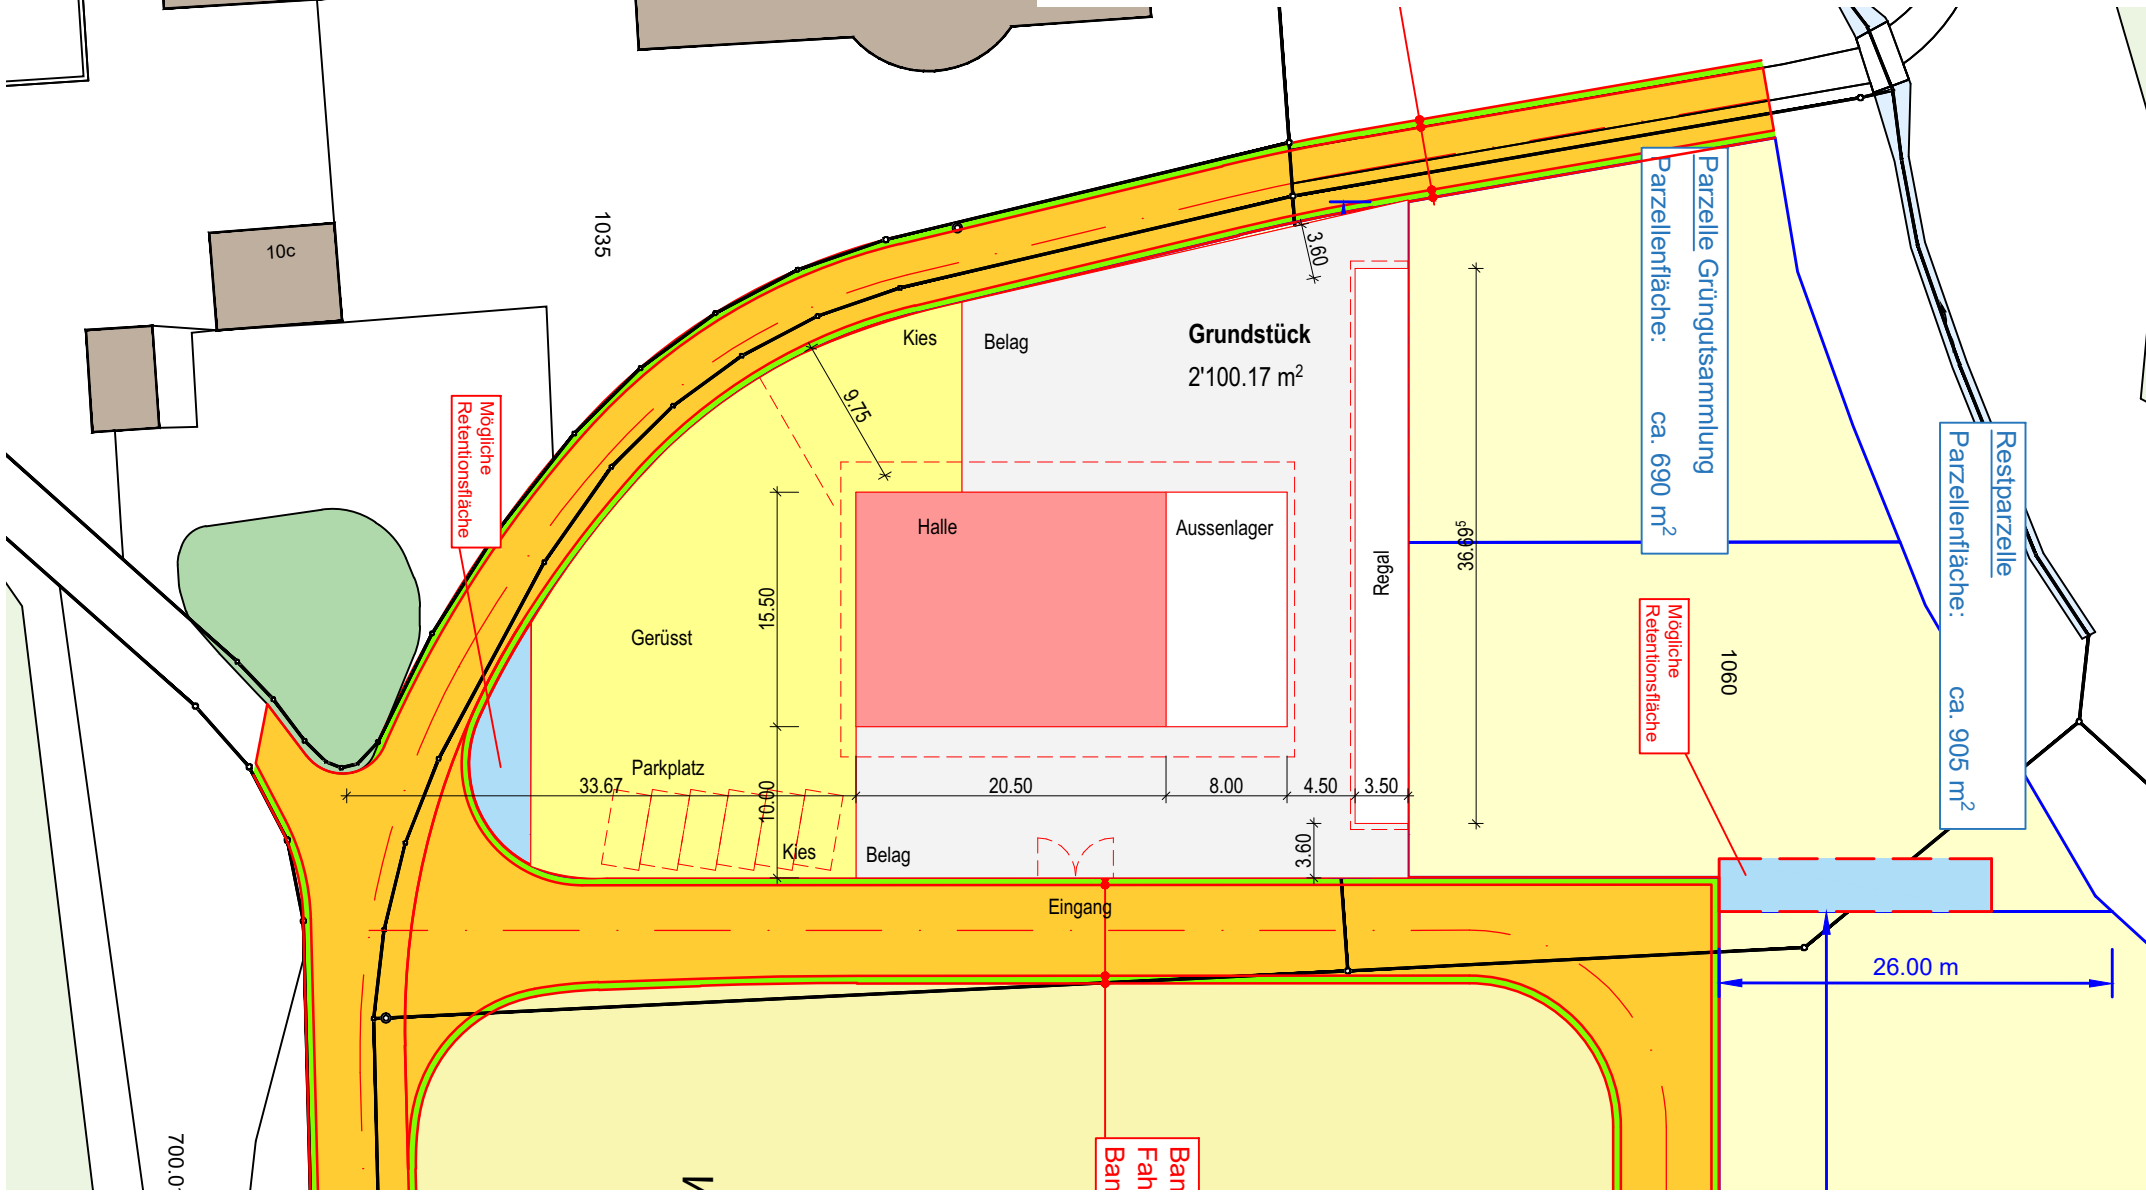 10c
1035
Mögliche
Retentionsfläche
Kies
Belag
Grundstück
2'100.17 m²
3.60
9.75
Halle
Aussenlager
Regal
36.69⁵
15.50
Gerüsst
Parkplatz
33.67
10.00
20.50
8.00
4.50
3.50
3.60
Kies
Belag
Eingang
Parzelle Grüngutsammlung
Parzellenfläche: ca. 690 m²
Restparzelle
Parzellenfläche: ca. 905 m²
Mögliche
Retentionsfläche
1060
26.00 m
700.0
Ban
Fah
Ban